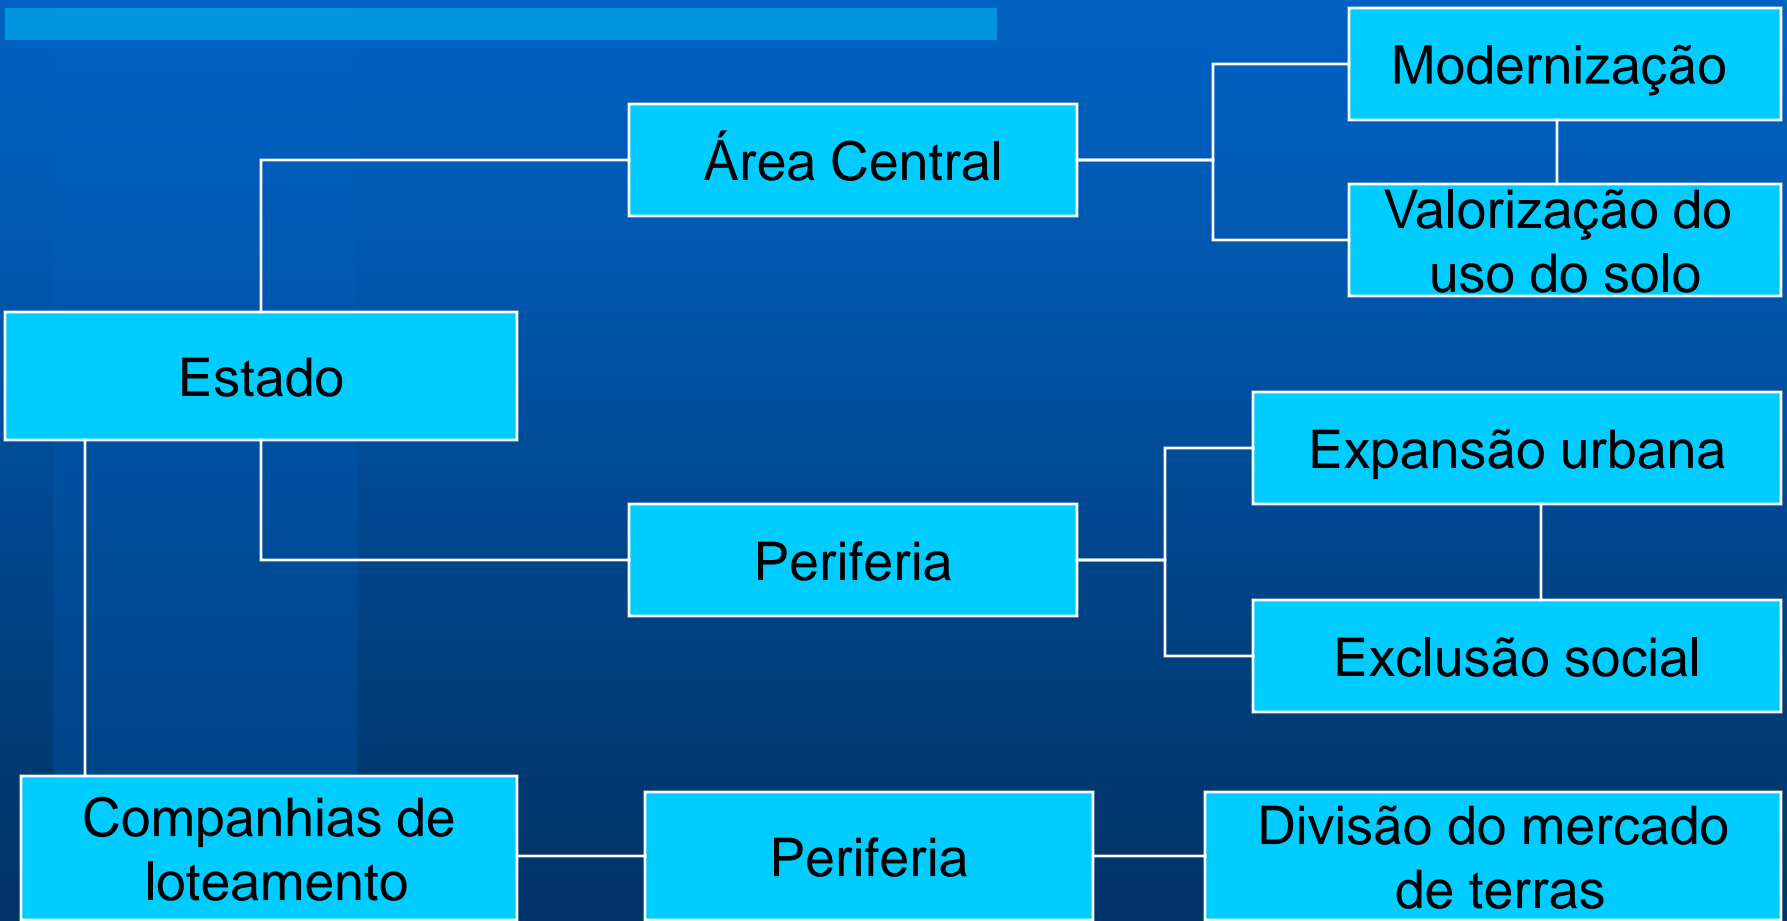 Modernização
Área Central
Valorização do
uso do solo
Estado
Expansão urbana
Periferia
Exclusão social
Companhias de
loteamento
Periferia
Divisão do mercado
de terras